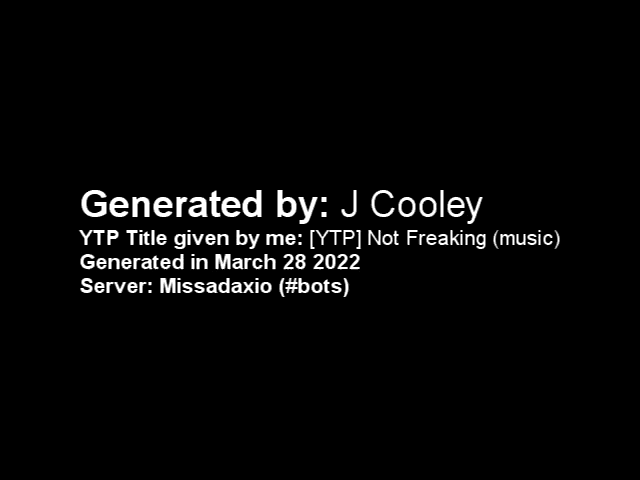 Generated by: J Cooley
YTP Title given by me: [YTP] Not Freaking (music)
Generated in March 28 2022
Server: Missadaxio (#bots)